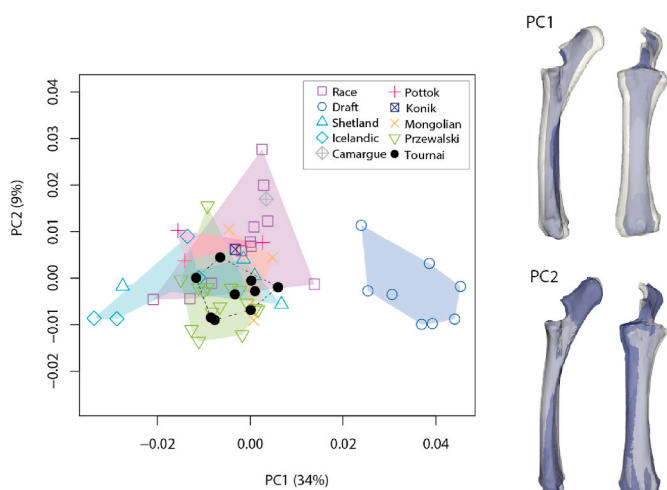 PC1
Race
Draft
Shetland
Icelandic
Camargue
Pottok
Konik
Mongolian
Przewalski
Tournai
PC2 (9%)
0.04
0.03
0.02
0.01
0.00
−0.01
−0.02
−0.02
0.00
0.02
0.04
PC1 (34%)
PC2